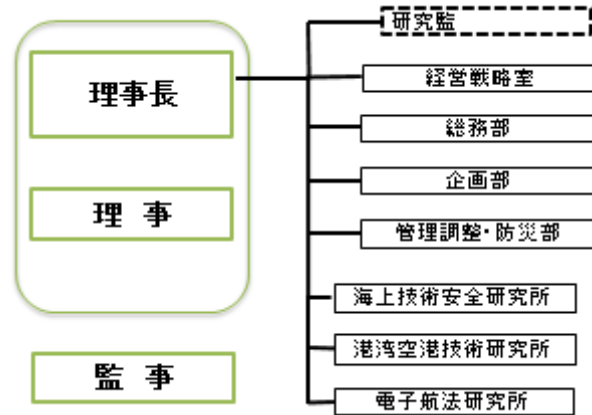 理事長
理 事
監 事
研究監
経営戦略室
総務部
企画部
管理調整・防災部
海上技術安全研究所
港湾空港技術研究所
電子航法研究所